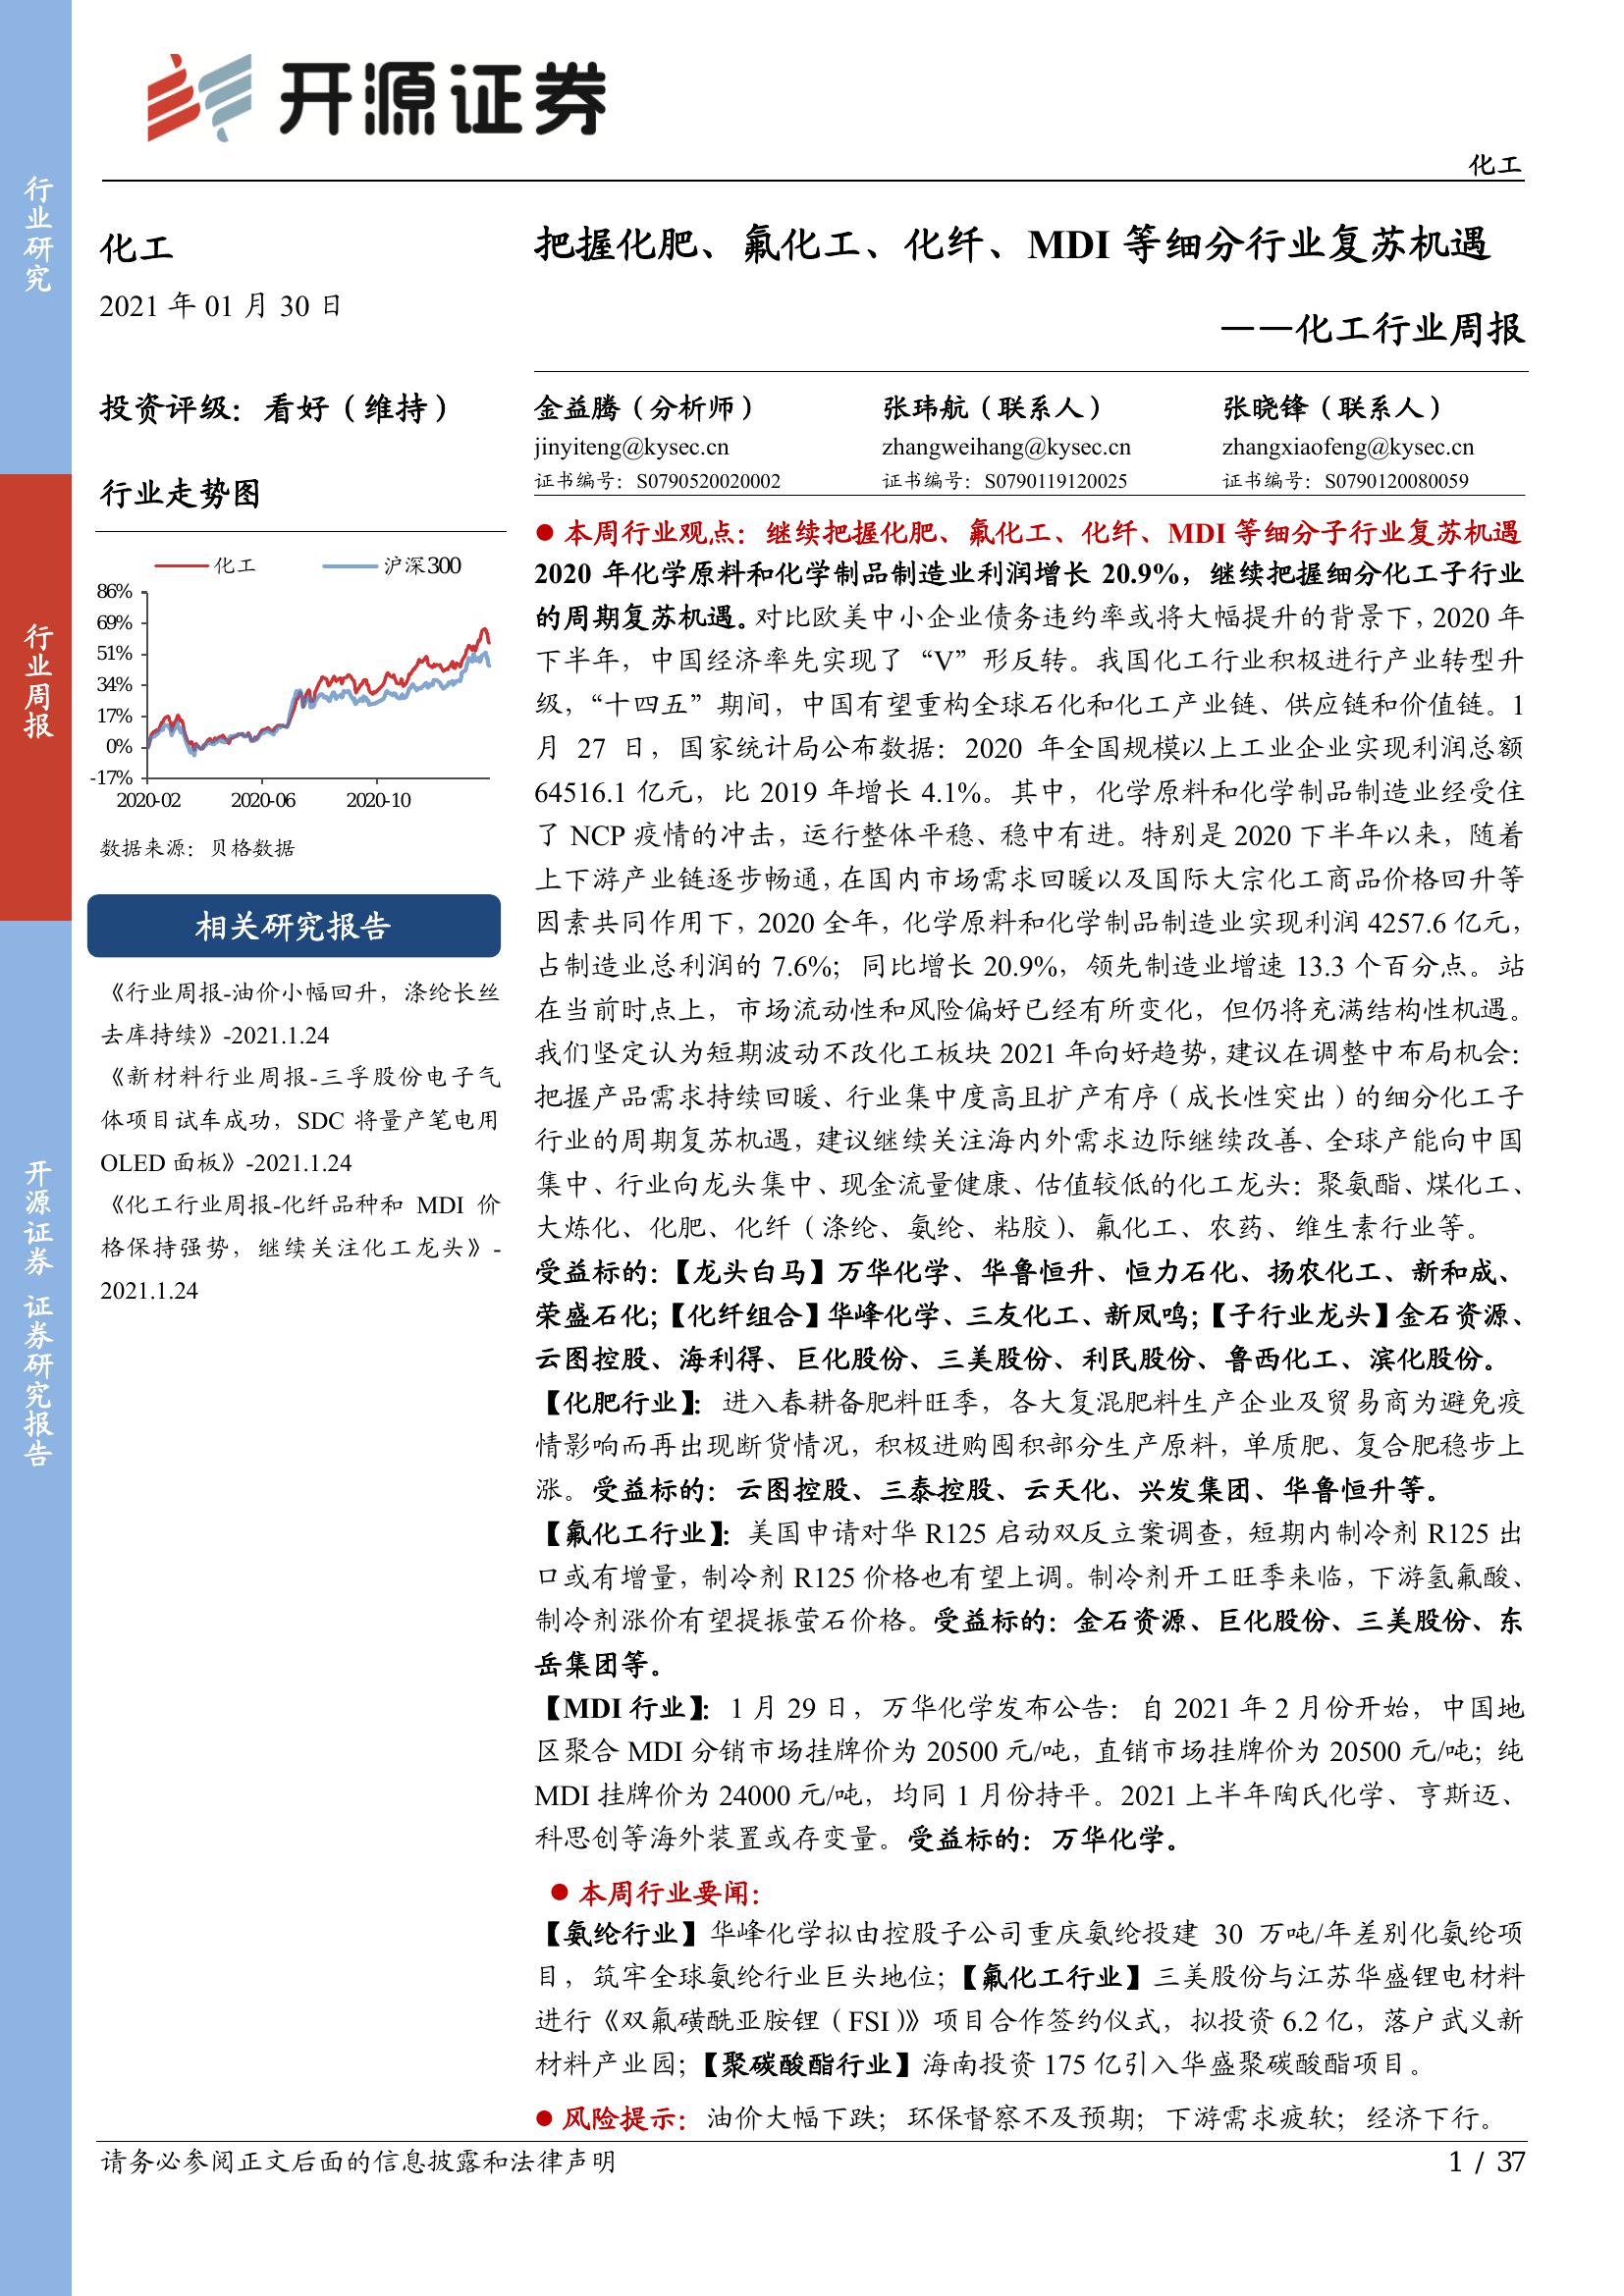 开源证券
化工
行业研究
行业周报
开源证券 证券研究报告
化工
2021 年 01 月 30 日
投资评级：看好（维持）
行业走势图
化工 沪深300
86%
69%
51%
34%
17%
0%
-17%
2020-02 2020-06 2020-10
数据来源：贝格数据
相关研究报告
《行业周报-油价小幅回升，涤纶长丝
去库持续》-2021.1.24
《新材料行业周报-三孚股份电子气
体项目试车成功，SDC 将量产笔电用
OLED 面板》-2021.1.24
《化工行业周报-化纤品种和 MDI 价
格保持强势，继续关注化工龙头》-
2021.1.24
把握化肥、氟化工、化纤、MDI 等细分行业复苏机遇
——化工行业周报
金益腾（分析师） 张玮航（联系人） 张晓锋（联系人）
jinyiteng@kysec.cn zhangweihang@kysec.cn zhangxiaofeng@kysec.cn
证书编号：S0790520020002 证书编号：S0790119120025 证书编号：S0790120080059
● 本周行业观点：继续把握化肥、氟化工、化纤、MDI 等细分子行业复苏机遇
2020 年化学原料和化学制品制造业利润增长 20.9%，继续把握细分化工子行业
的周期复苏机遇。对比欧美中小企业债务违约率或将大幅提升的背景下，2020 年
下半年，中国经济率先实现了“V”形反转。我国化工行业积极进行产业转型升
级，“十四五”期间，中国有望重构全球石化和化工产业链、供应链和价值链。1
月 27 日，国家统计局公布数据：2020 年全国规模以上工业企业实现利润总额
64516.1 亿元，比 2019 年增长 4.1%。其中，化学原料和化学制品制造业经受住
了 NCP 疫情的冲击，运行整体平稳、稳中有进。特别是 2020 下半年以来，随着
上下游产业链逐步畅通，在国内市场需求回暖以及国际大宗化工商品价格回升等
因素共同作用下，2020 全年，化学原料和化学制品制造业实现利润 4257.6 亿元，
占制造业总利润的 7.6%；同比增长 20.9%，领先制造业增速 13.3 个百分点。站
在当前时点上，市场流动性和风险偏好已经有所变化，但仍将充满结构性机遇。
我们坚定认为短期波动不改化工板块 2021 年向好趋势，建议在调整中布局机会：
把握产品需求持续回暖、行业集中度高且扩产有序（成长性突出）的细分化工子
行业的周期复苏机遇，建议继续关注海内外需求边际继续改善、全球产能向中国
集中、行业向龙头集中、现金流量健康、估值较低的化工龙头：聚氨酯、煤化工、
大炼化、化肥、化纤（涤纶、氨纶、粘胶）、氟化工、农药、维生素行业等。
受益标的：【龙头白马】万华化学、华鲁恒升、恒力石化、扬农化工、新和成、
荣盛石化；【化纤组合】华峰化学、三友化工、新凤鸣；【子行业龙头】金石资源、
云图控股、海利得、巨化股份、三美股份、利民股份、鲁西化工、滨化股份。
【化肥行业】：进入春耕备肥料旺季，各大复混肥料生产企业及贸易商为避免疫
情影响而再出现断货情况，积极进购囤积部分生产原料，单质肥、复合肥稳步上
涨。受益标的：云图控股、三泰控股、云天化、兴发集团、华鲁恒升等。
【氟化工行业】：美国申请对华 R125 启动双反立案调查，短期内制冷剂 R125 出
口或有增量，制冷剂 R125 价格也有望上调。制冷剂开工旺季来临，下游氢氟酸、
制冷剂涨价有望提振萤石价格。受益标的：金石资源、巨化股份、三美股份、东
岳集团等。
【MDI 行业】：1 月 29 日，万华化学发布公告：自 2021 年 2 月份开始，中国地
区聚合 MDI 分销市场挂牌价为 20500 元/吨，直销市场挂牌价为 20500 元/吨；纯
MDI 挂牌价为 24000 元/吨，均同 1 月份持平。2021 上半年陶氏化学、亨斯迈、
科思创等海外装置或存变量。受益标的：万华化学。
● 本周行业要闻：
【氨纶行业】华峰化学拟由控股子公司重庆氨纶投建 30 万吨/年差别化氨纶项
目，筑牢全球氨纶行业巨头地位；【氟化工行业】三美股份与江苏华盛锂电材料
进行《双氟磺酰亚胺锂（FSI）》项目合作签约仪式，拟投资 6.2 亿，落户武义新
材料产业园；【聚碳酸酯行业】海南投资 175 亿引入华盛聚碳酸酯项目。
● 风险提示：油价大幅下跌；环保督察不及预期；下游需求疲软；经济下行。
请务必参阅正文后面的信息披露和法律声明 1 / 37